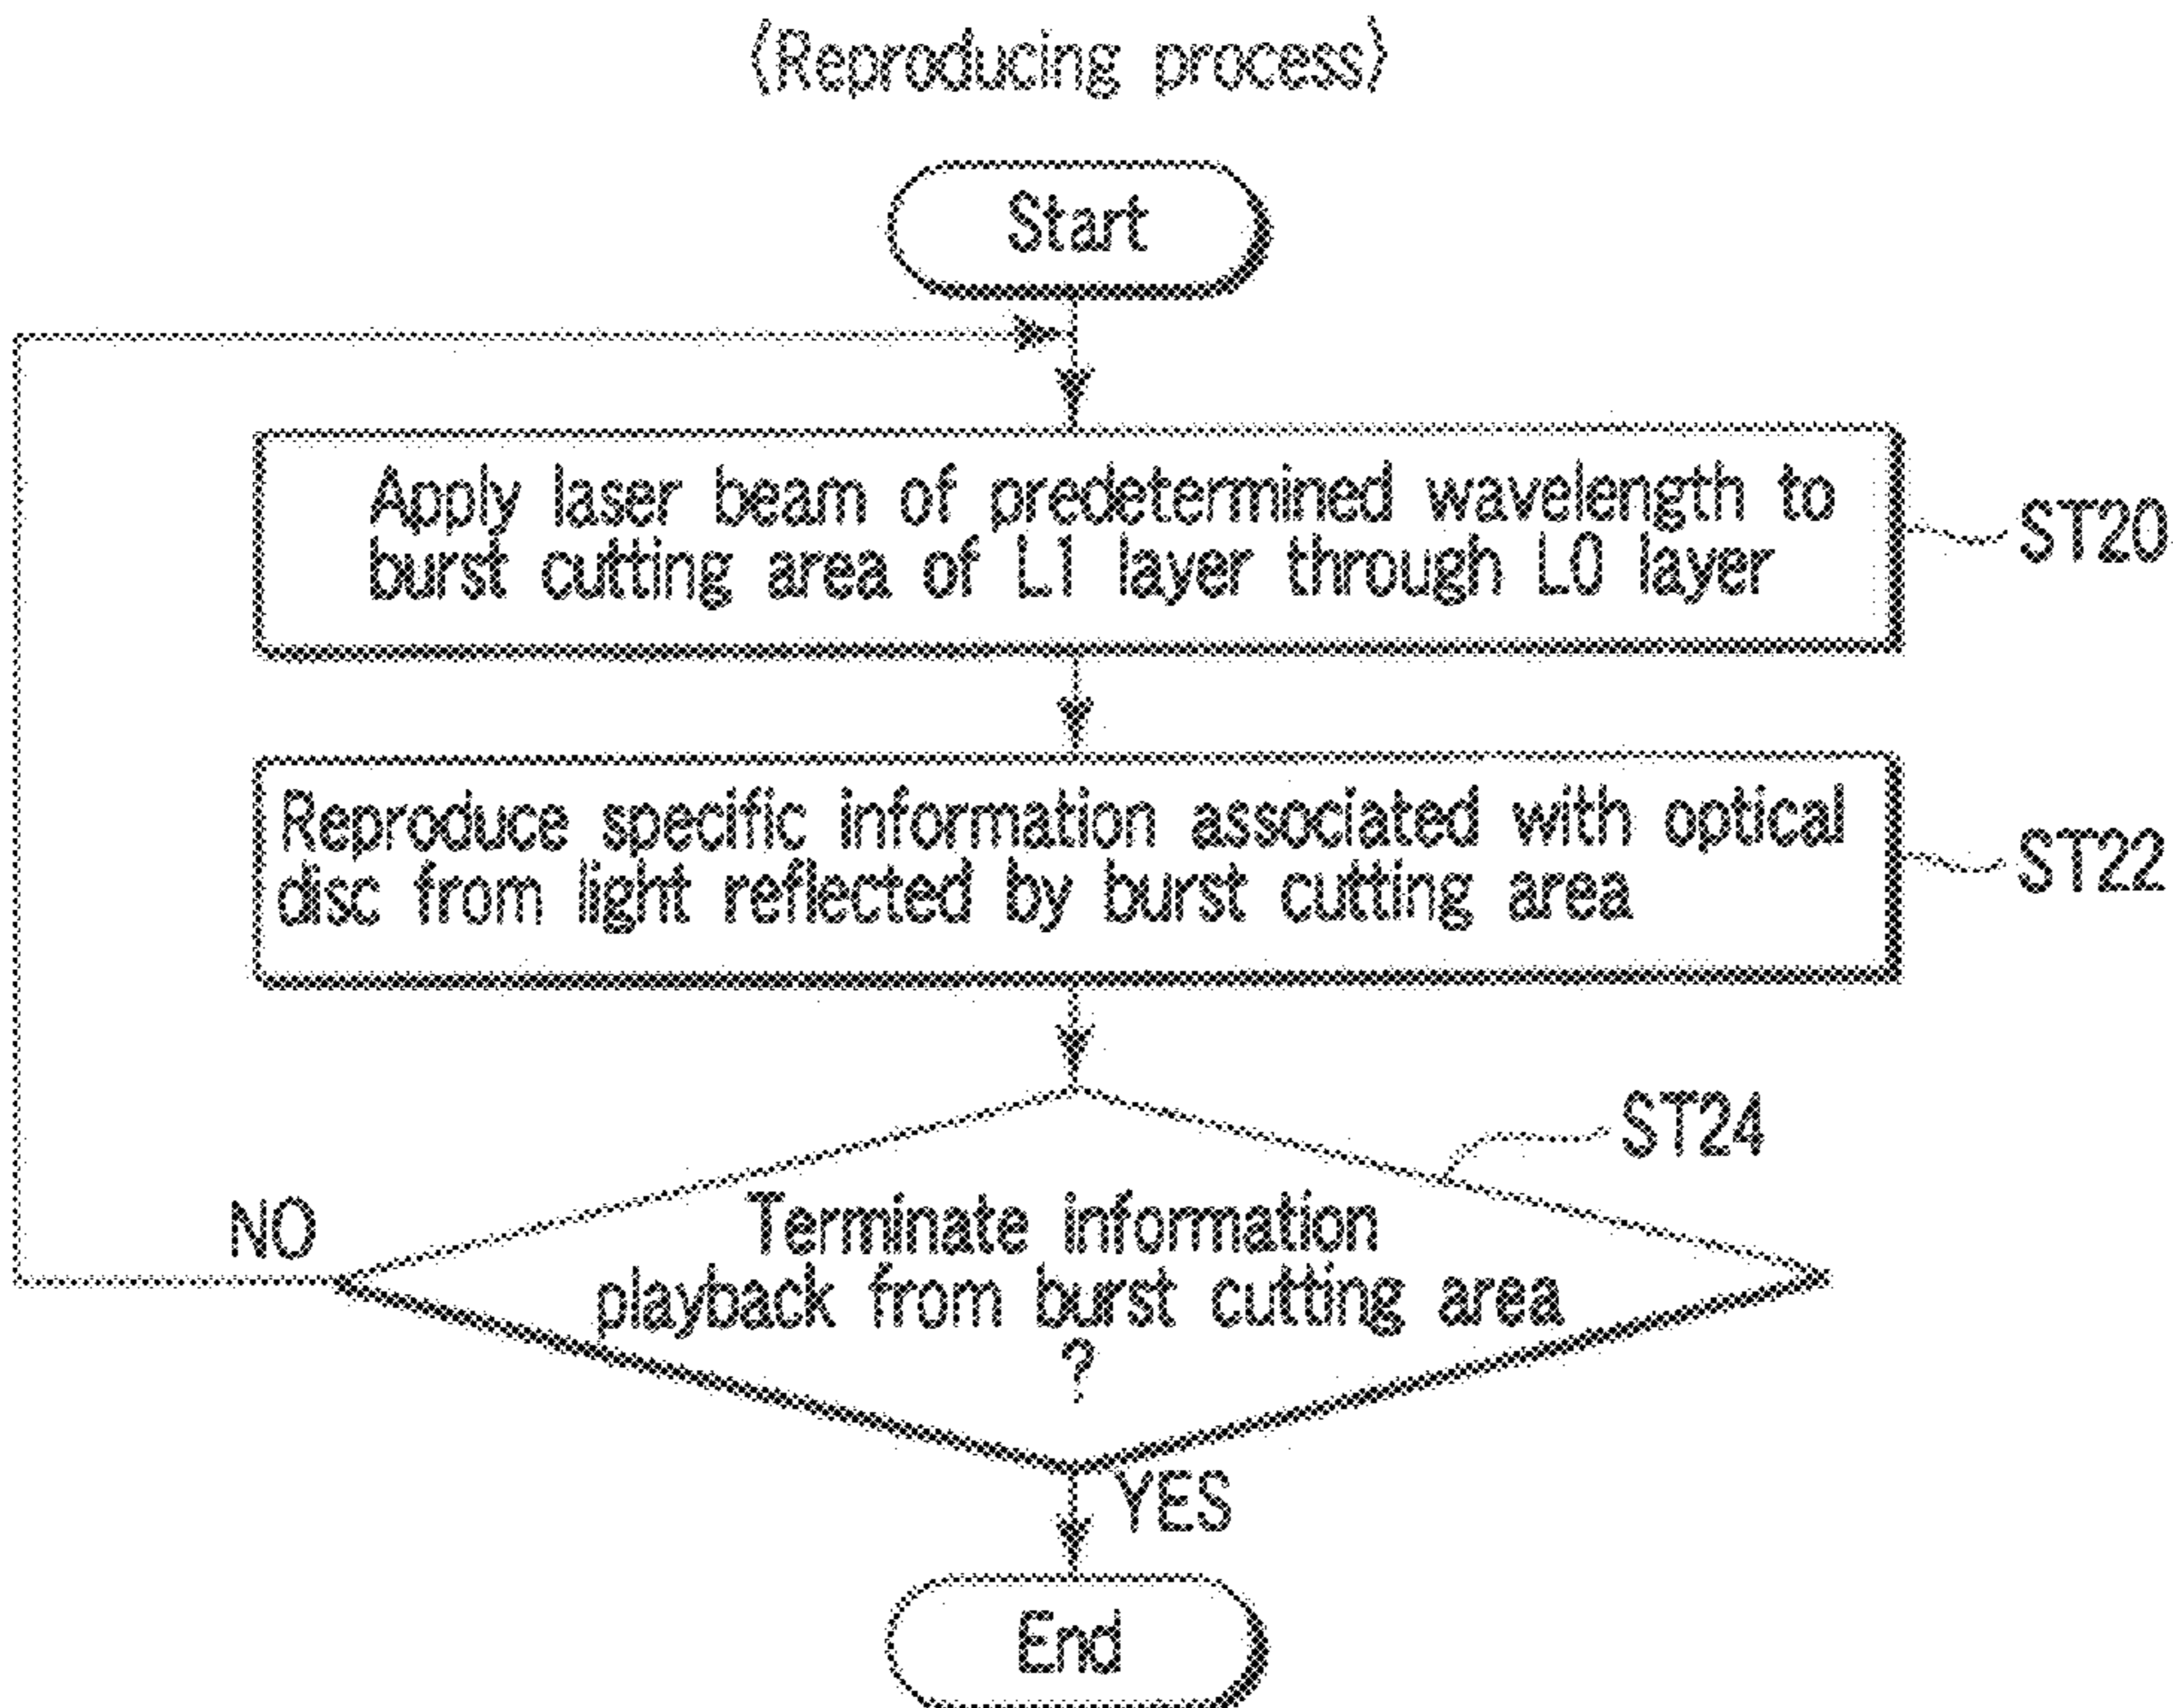 ⟨Reproducing process⟩
Start
Apply laser beam of predetermined wavelength to
burst cutting area of L1 layer through L0 layer
ST20
Reproduce specific information associated with optical
disc from light reflected by burst cutting area
ST22
ST24
NO
Terminate information
playback from burst cutting area
?
YES
End